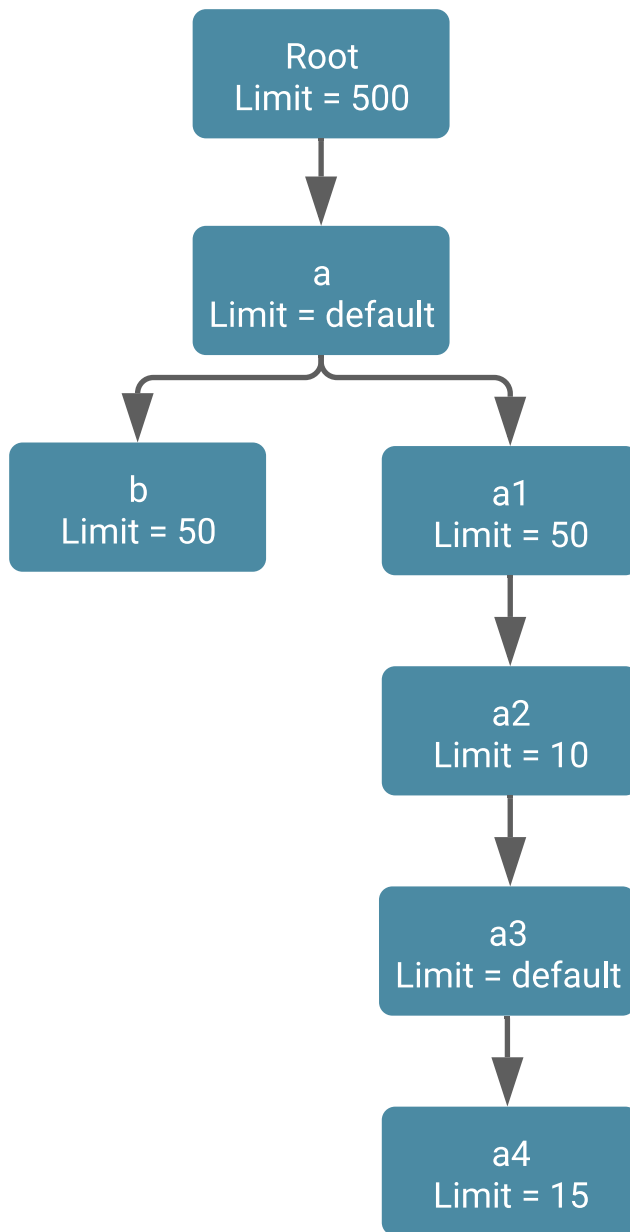 Root
Limit = 500
a
Limit = default
b
Limit = 50
a1
Limit = 50
a2
Limit = 10
a3
Limit = default
a4
Limit = 15